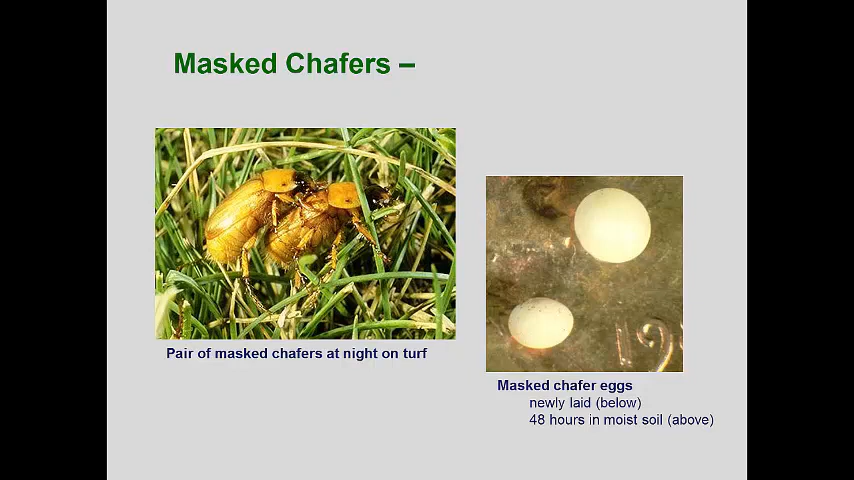 Masked Chafers –
Pair of masked chafers at night on turf
Masked chafer eggs
newly laid (below)
48 hours in moist soil (above)